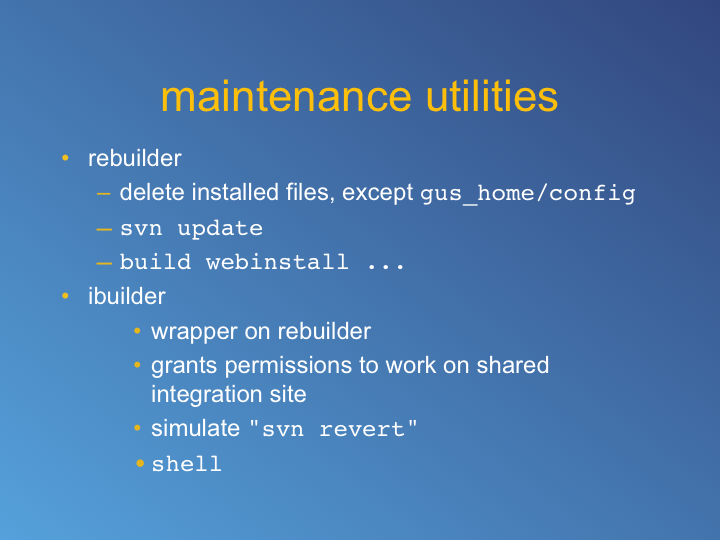 maintenance utilities
• rebuilder
– delete installed files, except gus_home/config
– svn update
– build webinstall ...
• ibuilder
• wrapper on rebuilder
• grants permissions to work on shared
integration site
• simulate "svn revert"
• shell